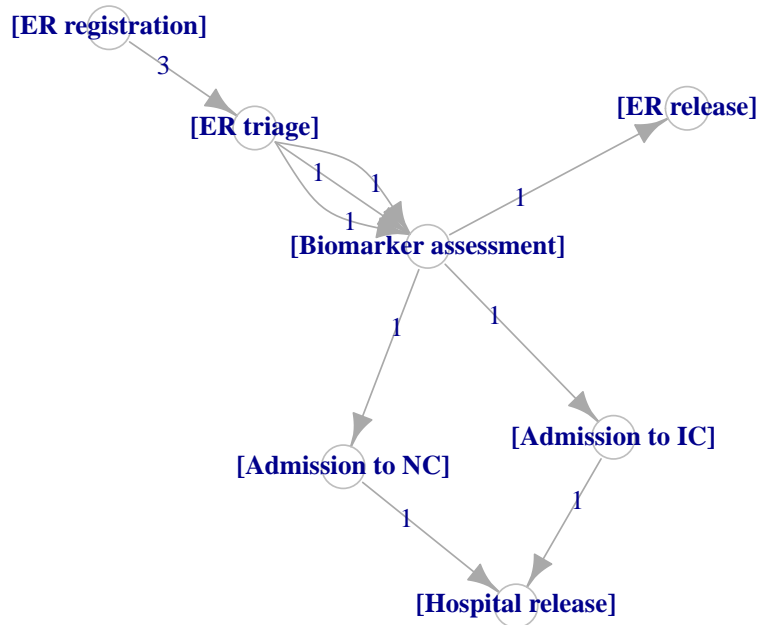 [ER registration]
3
[ER release]
[ER triage]
1
1
1
1
[Biomarker assessment]
1
1
[Admission to IC]
[Admission to NC]
1
1
[Hospital release]